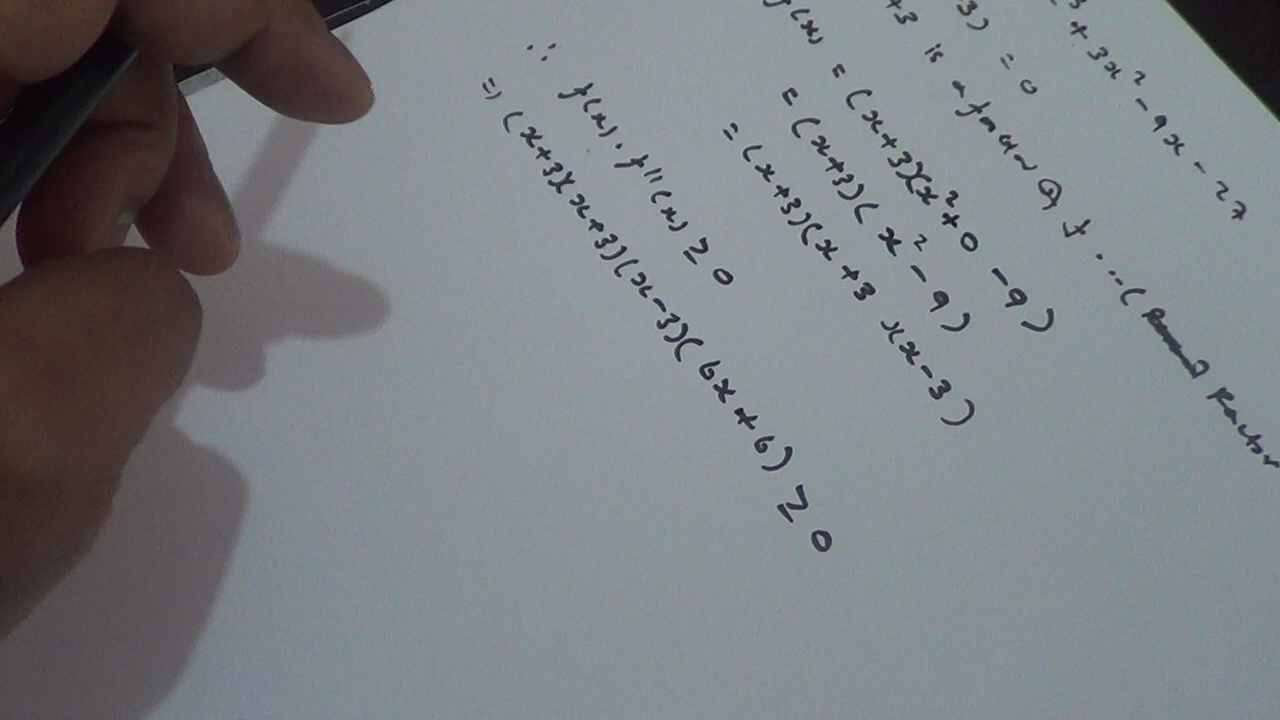 ³ + 3x² - 9x - 27
3) = 0
+3 is a factor of f ...( Factor
f(x) = (x+3)(x² + 0 - 9)
= (x+3)(x² - 9)
= (x+3)(x+3)(x-3)
∴ f(x) · f''(x) ≥ 0
⇒ (x+3)(x+3)(x-3)(6x+6) ≥ 0